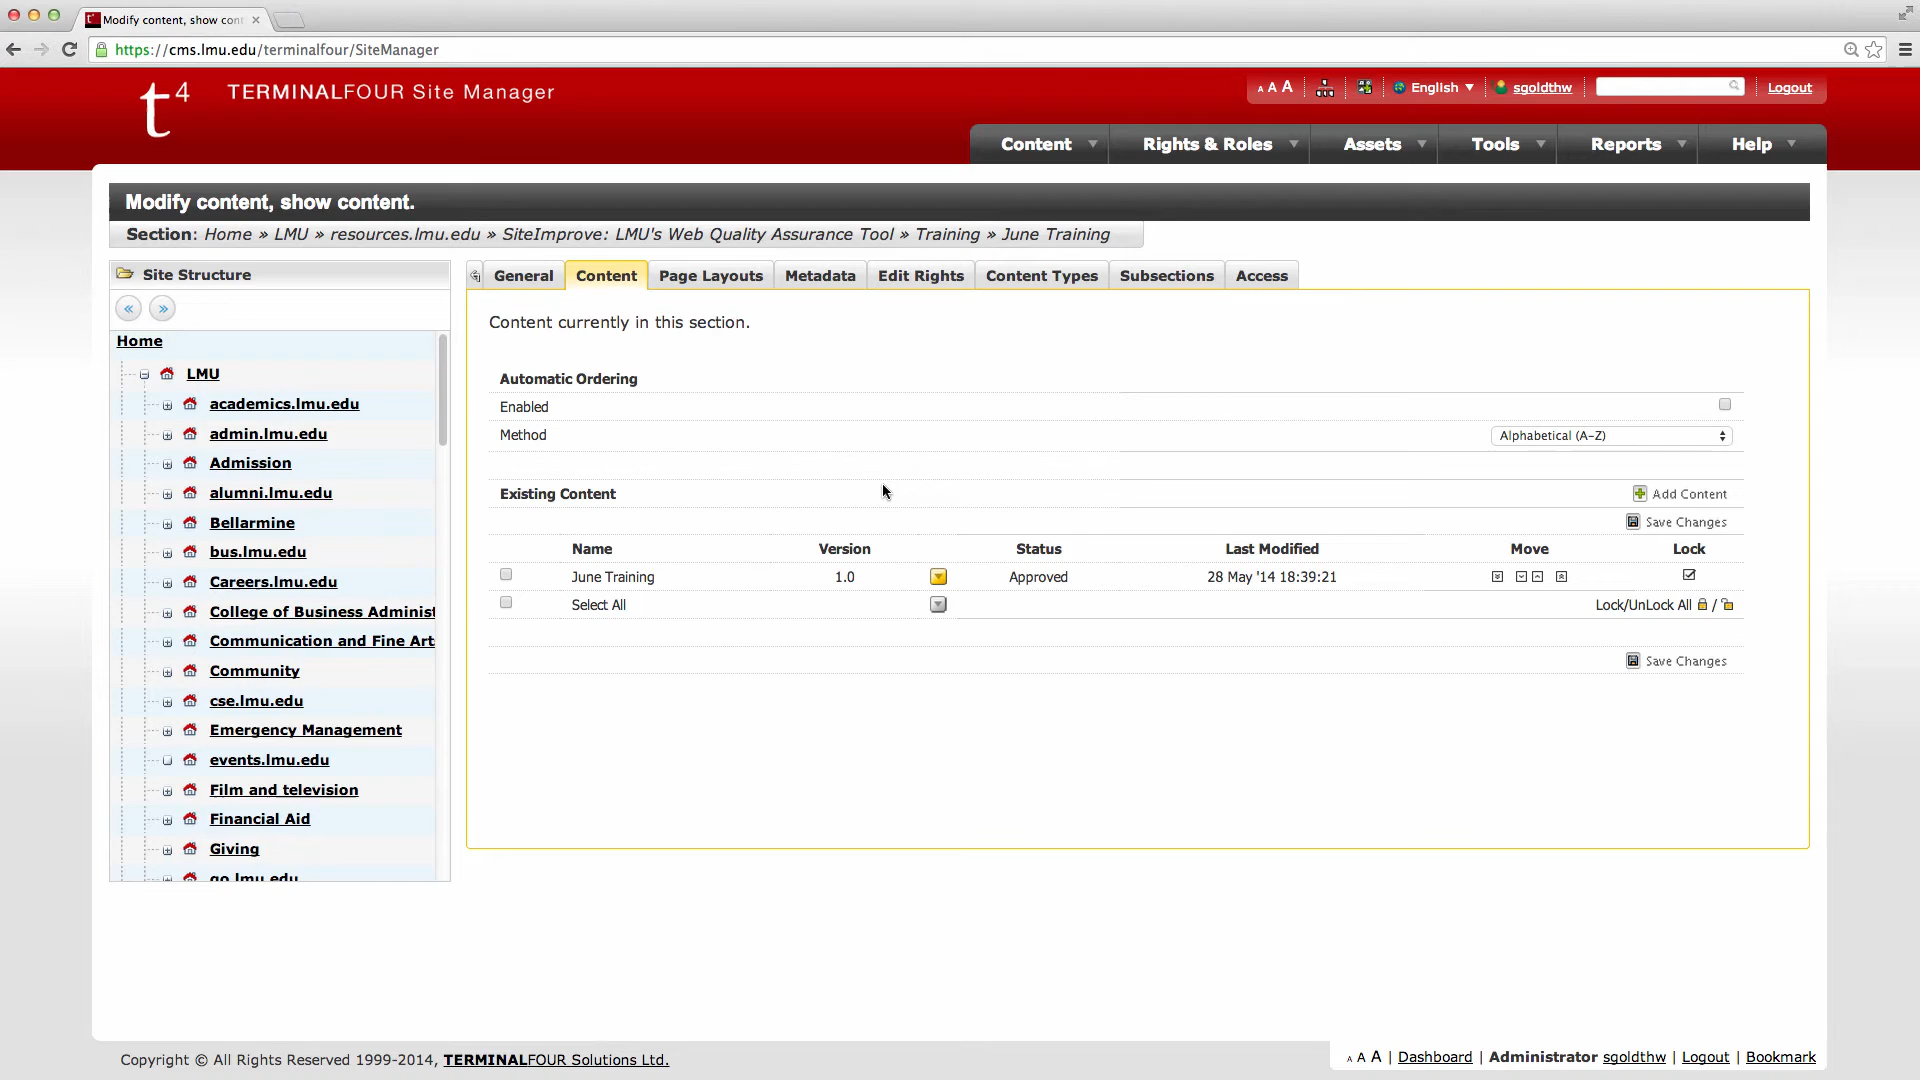 Modify content, show cont
https://cms.lmu.edu/terminalfour/SiteManager
t4 TERMINALFOUR Site Manager
A A A English sgoldthw Logout
Content Rights & Roles Assets Tools Reports Help
Modify content, show content.
Section: Home » LMU » resources.lmu.edu » SiteImprove: LMU's Web Quality Assurance Tool » Training » June Training
Site Structure
General Content Page Layouts Metadata Edit Rights Content Types Subsections Access
Home
LMU
academics.lmu.edu
admin.lmu.edu
Admission
alumni.lmu.edu
Bellarmine
bus.lmu.edu
Careers.lmu.edu
College of Business Administ
Communication and Fine Art
Community
cse.lmu.edu
Emergency Management
events.lmu.edu
Film and television
Financial Aid
Giving
go.lmu.edu
Content currently in this section.
Automatic Ordering
Enabled
Method Alphabetical (A-Z)
Existing Content Add Content
Save Changes
Name Version Status Last Modified Move Lock
June Training 1.0 Approved 28 May '14 18:39:21
Select All Lock/UnLock All /
Save Changes
Copyright © All Rights Reserved 1999-2014, TERMINALFOUR Solutions Ltd.
A A A | Dashboard | Administrator sgoldthw | Logout | Bookmark